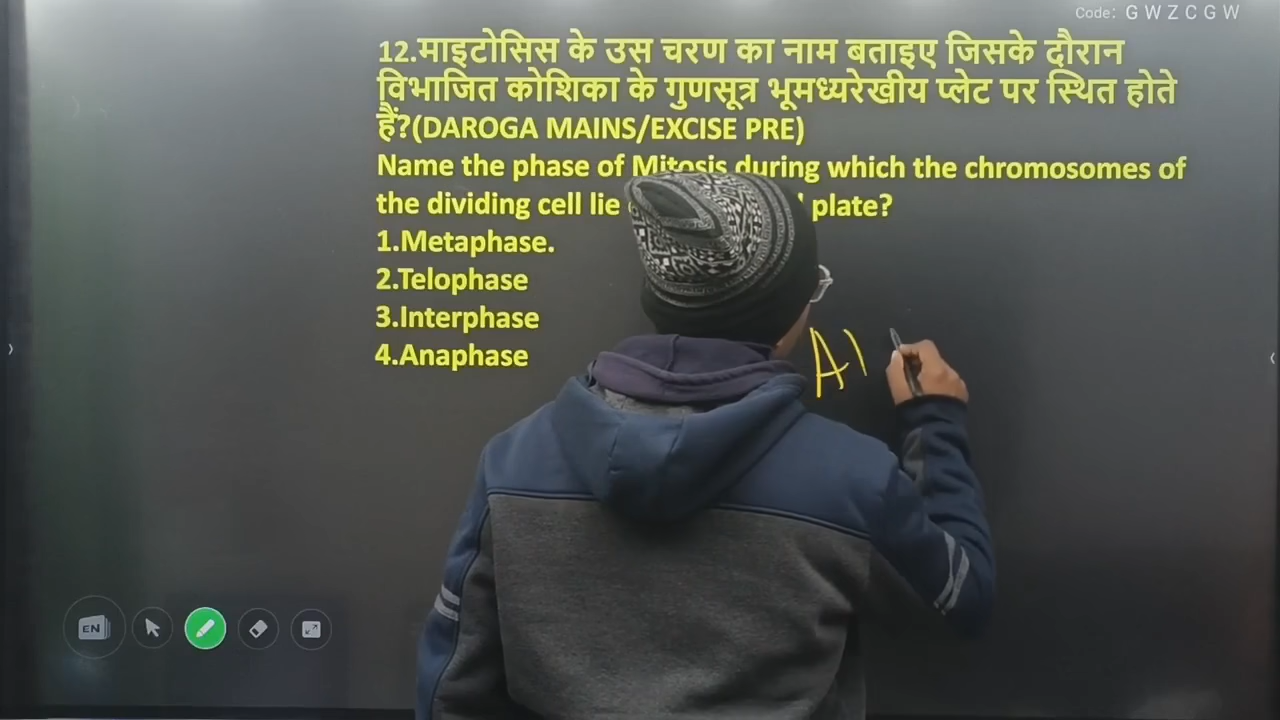 Code: G W Z C G W
12.माइटोसिस के उस चरण का नाम बताइए जिसके दौरान
विभाजित कोशिका के गुणसूत्र भूमध्यरेखीय प्लेट पर स्थित होते
हैं?(DAROGA MAINS/EXCISE PRE)
Name the phase of Mitosis during which the chromosomes of
the dividing cell lie plate?
1.Metaphase.
2.Telophase
3.Interphase
4.Anaphase
A
EN